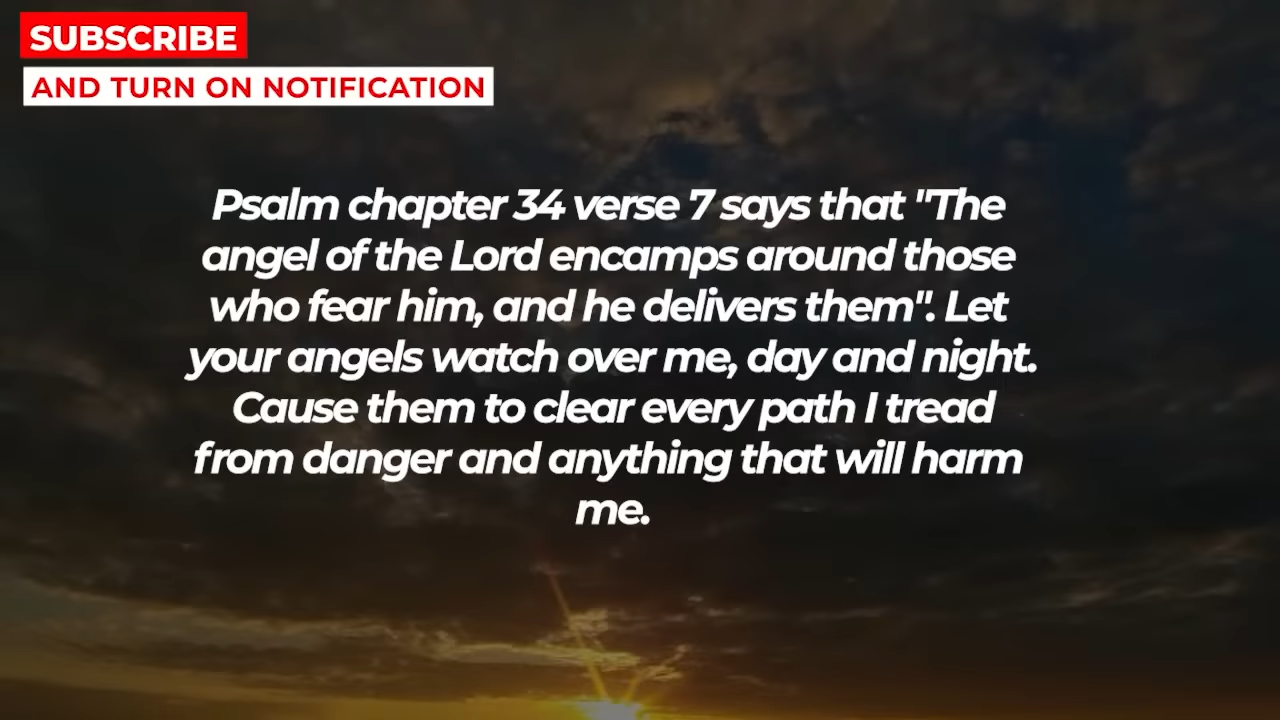 SUBSCRIBE
AND TURN ON NOTIFICATION
Psalm chapter 34 verse 7 says that "The
angel of the Lord encamps around those
who fear him, and he delivers them". Let
your angels watch over me, day and night.
Cause them to clear every path I tread
from danger and anything that will harm
me.